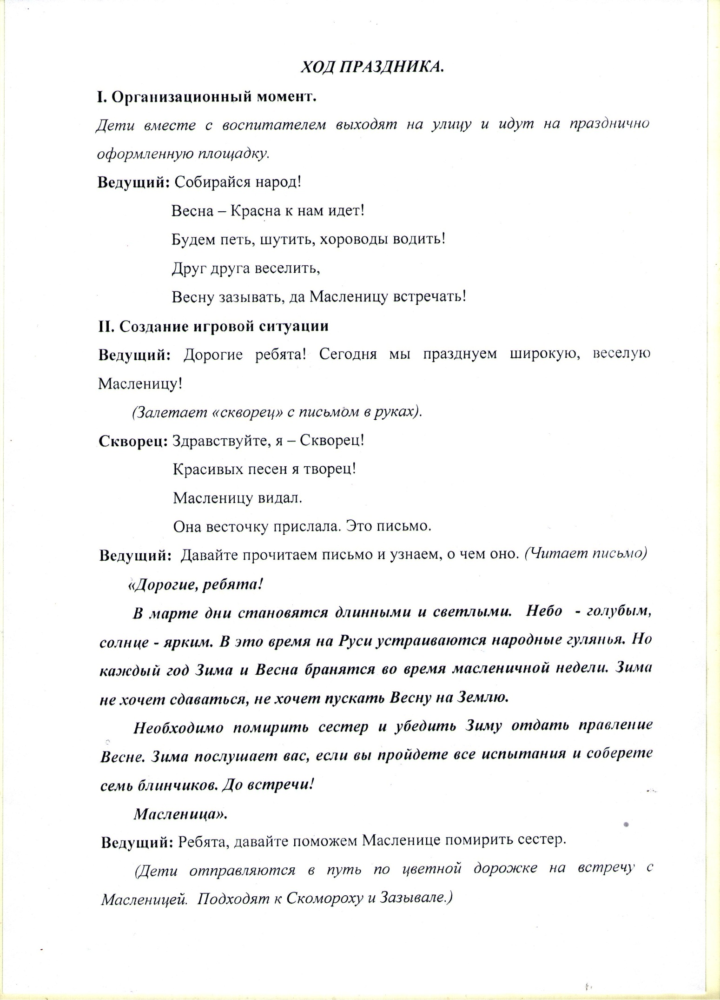 ХОД ПРАЗДНИКА.
I. Организационный момент.
Дети вместе с воспитателем выходят на улицу и идут на празднично
оформленную площадку.
Ведущий: Собирайся народ!
Весна – Красна к нам идет!
Будем петь, шутить, хороводы водить!
Друг друга веселить,
Весну зазывать, да Масленицу встречать!
II. Создание игровой ситуации
Ведущий: Дорогие ребята! Сегодня мы празднуем широкую, веселую
Масленицу!
(Залетает «скворец» с письмом в руках).
Скворец: Здравствуйте, я – Скворец!
Красивых песен я творец!
Масленицу видал.
Она весточку прислала. Это письмо.
Ведущий: Давайте прочитаем письмо и узнаем, о чем оно. (Читает письмо)
«Дорогие, ребята!
В марте дни становятся длинными и светлыми. Небо - голубым,
солнце - ярким. В это время на Руси устраиваются народные гулянья. Но
каждый год Зима и Весна бранятся во время масленичной недели. Зима
не хочет сдаваться, не хочет пускать Весну на Землю.
Необходимо помирить сестер и убедить Зиму отдать правление
Весне. Зима послушает вас, если вы пройдете все испытания и соберете
семь блинчиков. До встречи!
Масленица».
Ведущий: Ребята, давайте поможем Масленице помирить сестер.
(Дети отправляются в путь по цветной дорожке на встречу с
Масленицей. Подходят к Скомороху и Зазывале.)